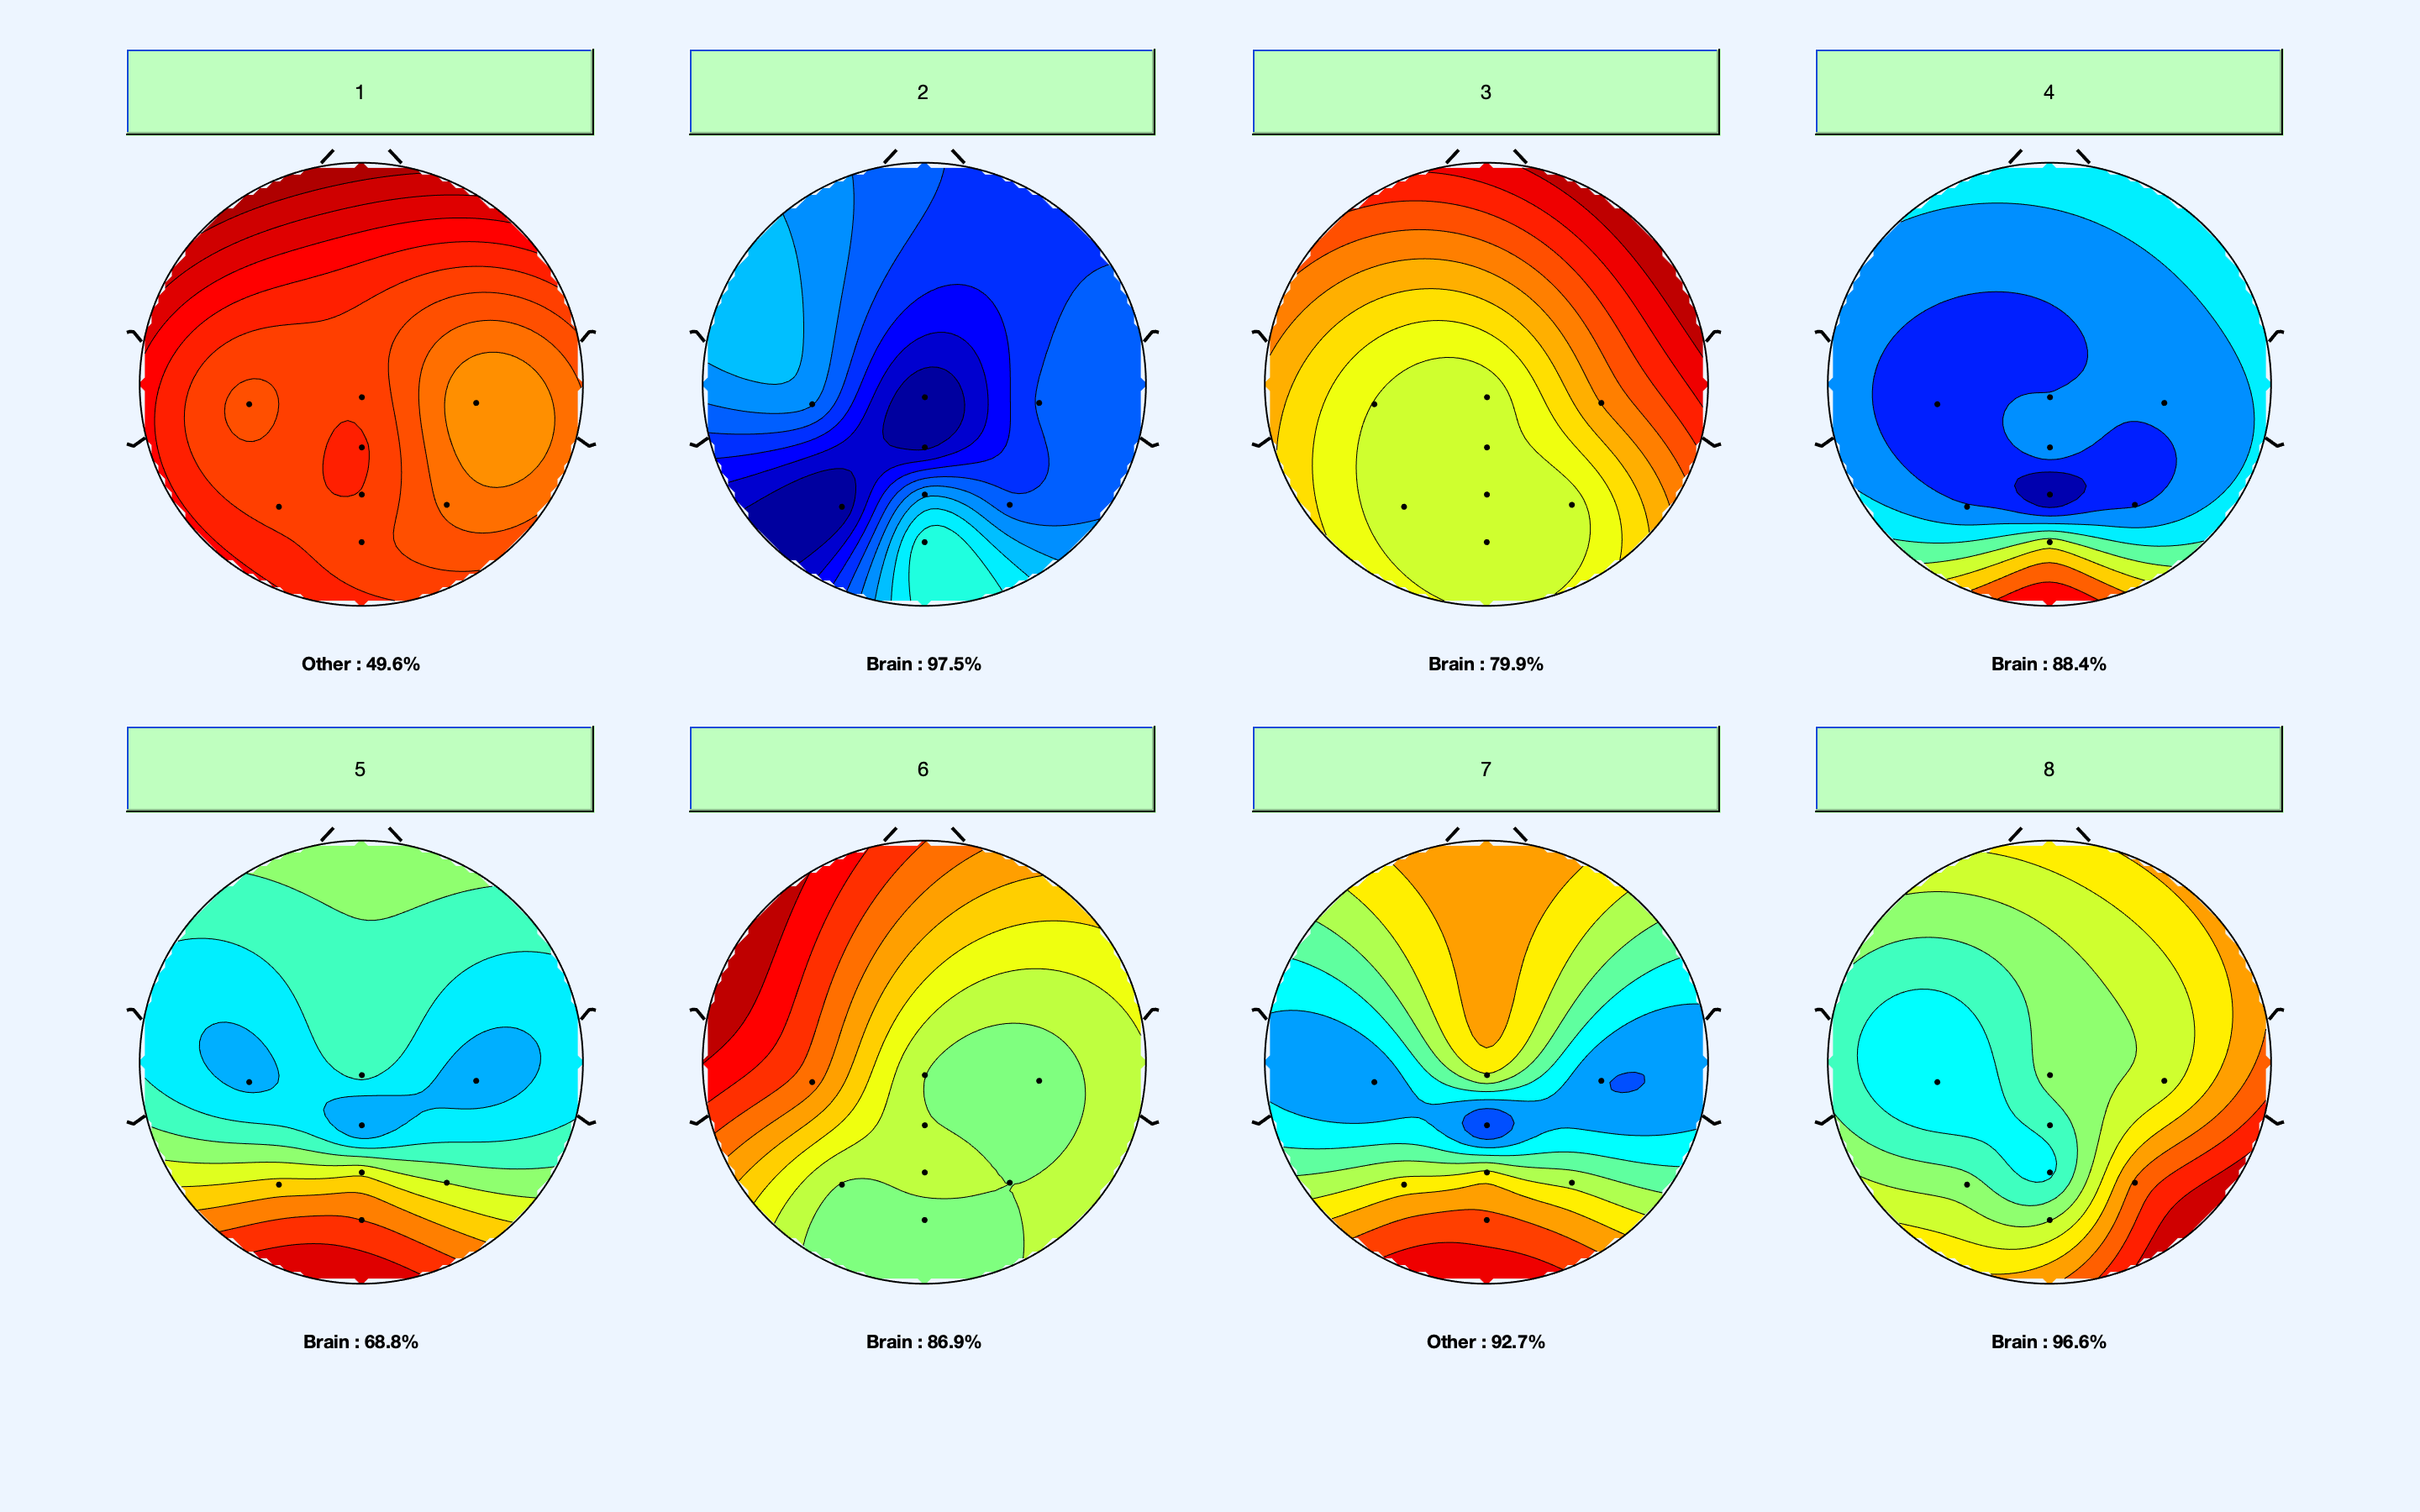 1
2
3
4
Other : 49.6%
Brain : 97.5%
Brain : 79.9%
Brain : 88.4%
5
6
7
8
Brain : 68.8%
Brain : 86.9%
Other : 92.7%
Brain : 96.6%